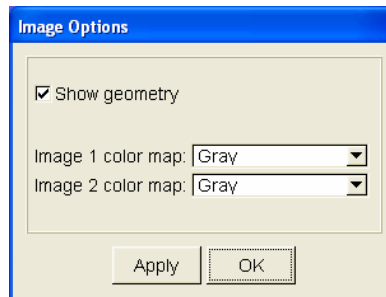 Image Options
Show geometry
Image 1 color map: Gray
Image 2 color map: Gray
Apply OK